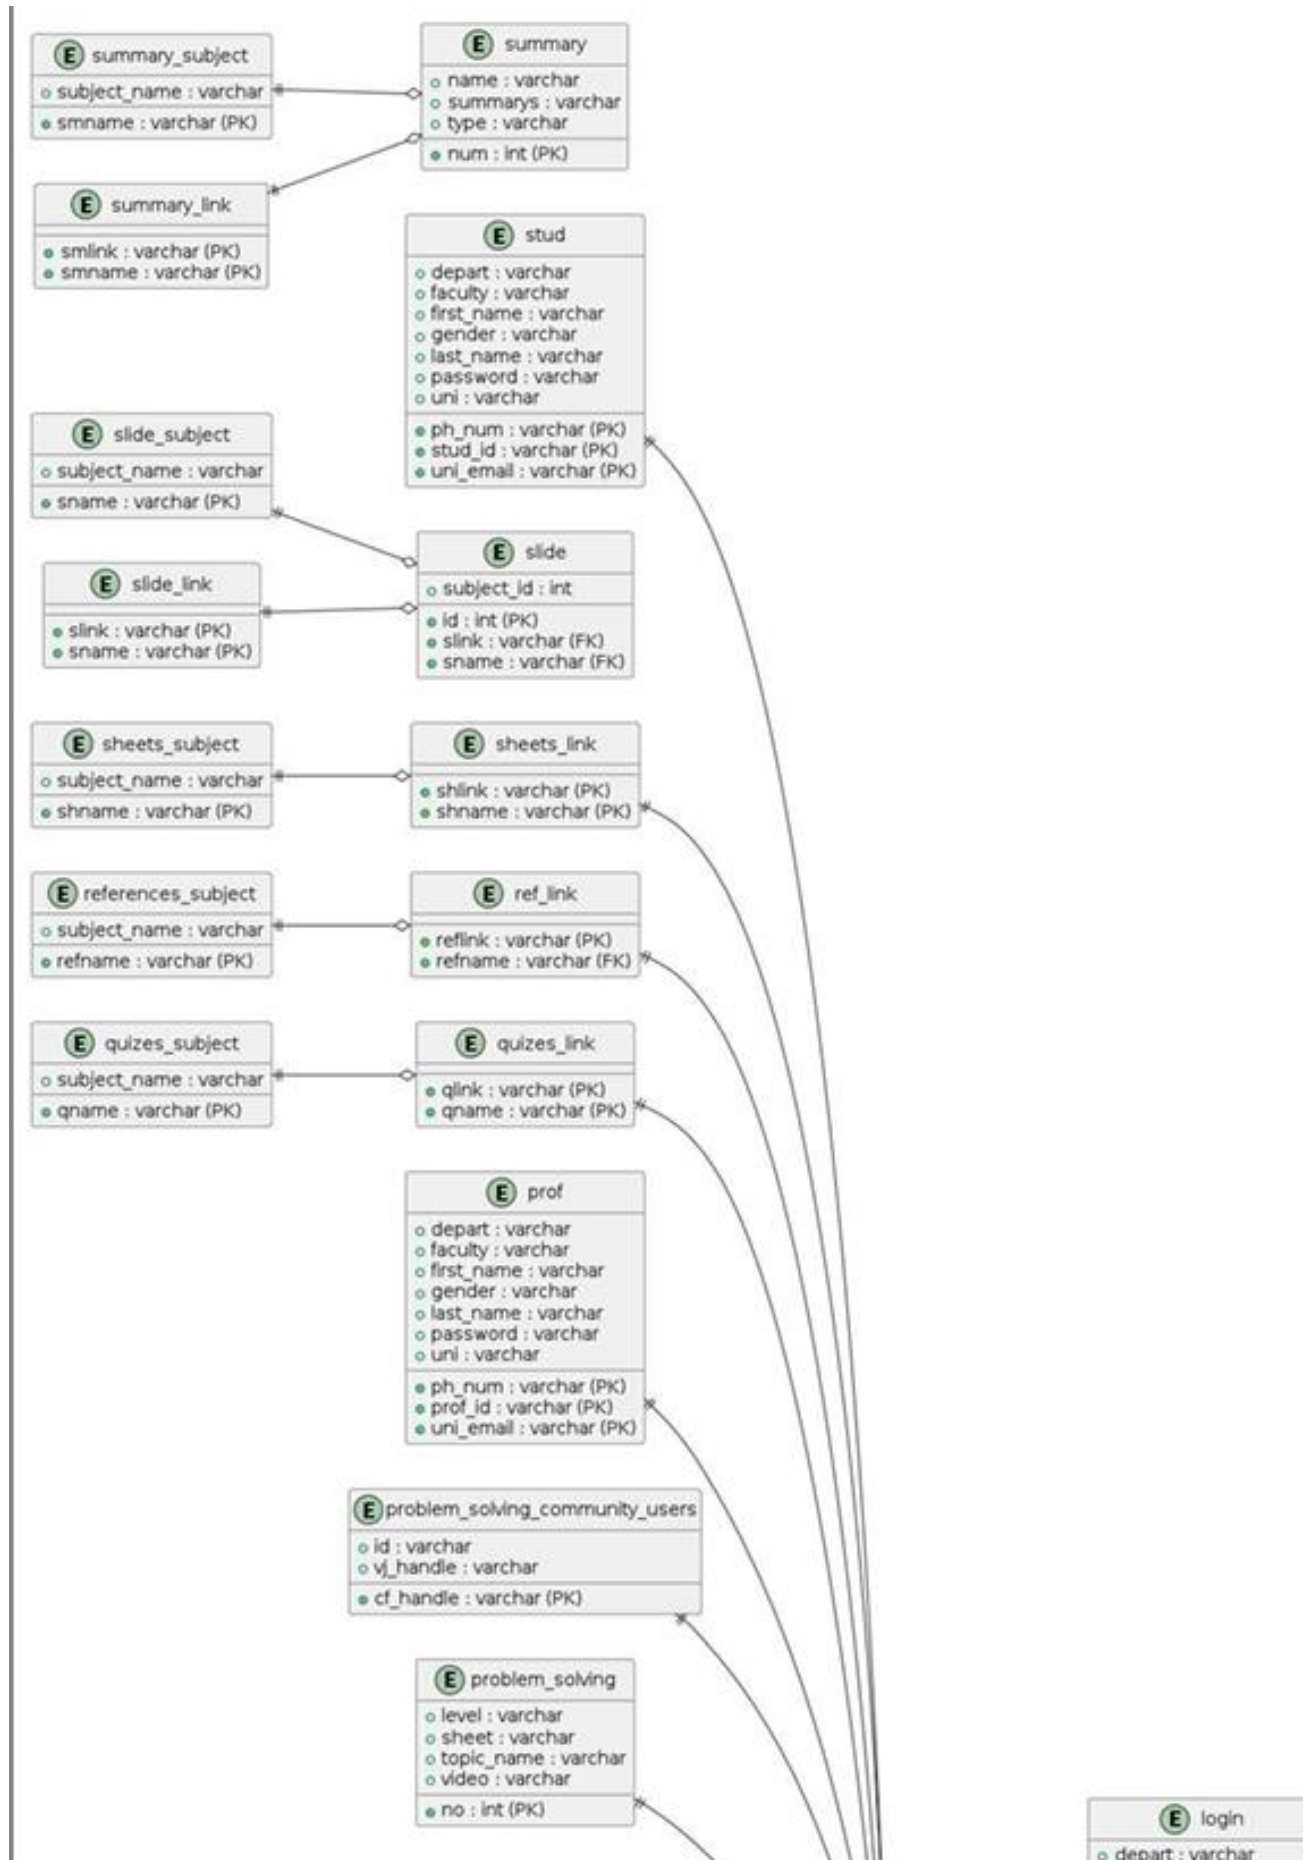 E summary_subject
subject_name : varchar
smname : varchar (PK)
E summary
name : varchar
summarys : varchar
type : varchar
num : int (PK)
E summary_link
smlink : varchar (PK)
smname : varchar (PK)
E stud
depart : varchar
faculty : varchar
first_name : varchar
gender : varchar
last_name : varchar
password : varchar
uni : varchar
ph_num : varchar (PK)
stud_id : varchar (PK)
uni_email : varchar (PK)
E slide_subject
subject_name : varchar
sname : varchar (PK)
E slide
subject_id : int
id : int (PK)
slink : varchar (FK)
sname : varchar (FK)
E slide_link
slink : varchar (PK)
sname : varchar (PK)
E sheets_subject
subject_name : varchar
shname : varchar (PK)
E sheets_link
shlink : varchar (PK)
shname : varchar (PK)
E references_subject
subject_name : varchar
refname : varchar (PK)
E ref_link
reflink : varchar (PK)
refname : varchar (FK)
E quizes_subject
subject_name : varchar
qname : varchar (PK)
E quizes_link
qlink : varchar (PK)
qname : varchar (PK)
E prof
depart : varchar
faculty : varchar
first_name : varchar
gender : varchar
last_name : varchar
password : varchar
uni : varchar
ph_num : varchar (PK)
prof_id : varchar (PK)
uni_email : varchar (PK)
E problem_solving_community_users
id : varchar
vj_handle : varchar
cf_handle : varchar (PK)
E problem_solving
level : varchar
sheet : varchar
topic_name : varchar
video : varchar
no : int (PK)
E login
depart : varchar